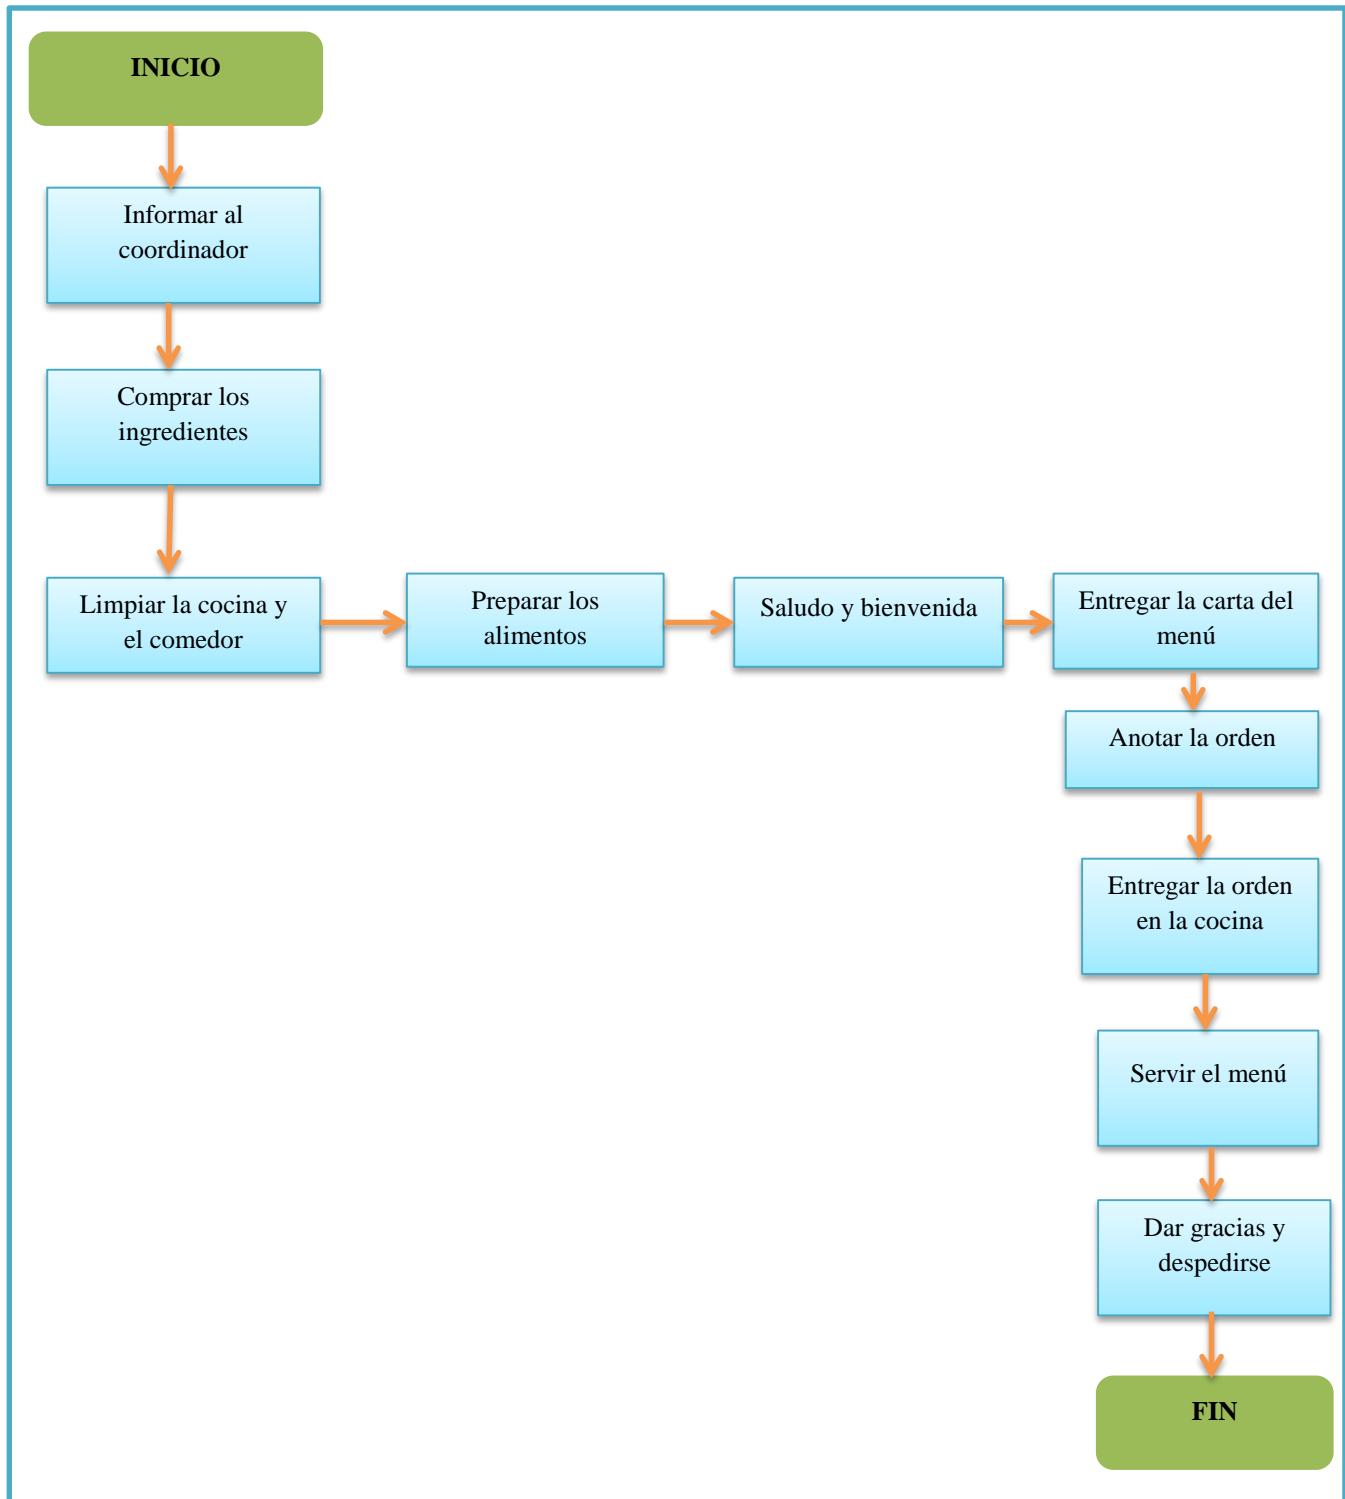 INICIO
Informar al
coordinador
Comprar los
ingredientes
Limpiar la cocina y
el comedor
Preparar los
alimentos
Saludo y bienvenida
Entregar la carta del
menú
Anotar la orden
Entregar la orden
en la cocina
Servir el menú
Dar gracias y
despedirse
FIN